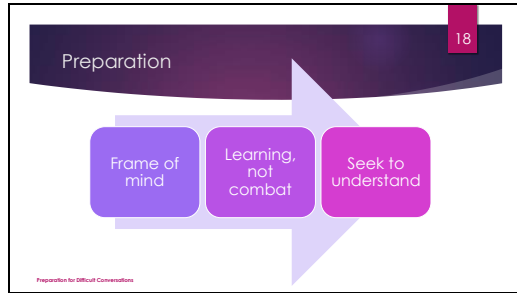 18
Preparation
Frame of
mind
Learning,
not
combat
Seek to
understand
Preparation for Difficult Conversations